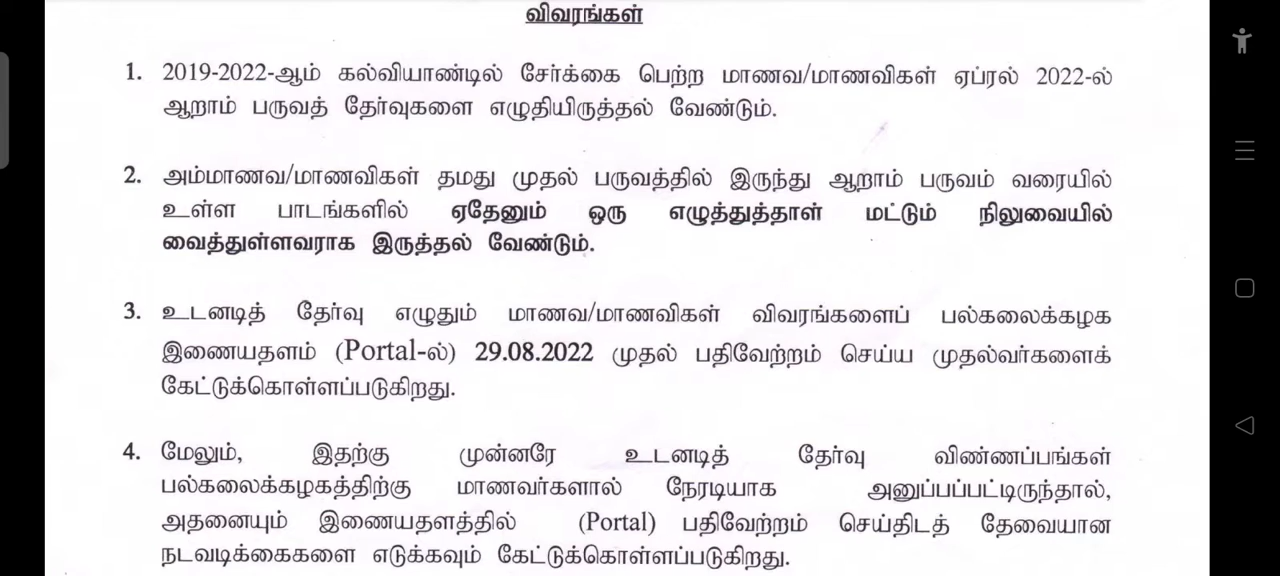 விவரங்கள்
1. 2019-2022-ஆம் கல்வியாண்டில் சேர்க்கை பெற்ற மாணவ/மாணவிகள் ஏப்ரல் 2022-ல்
ஆறாம் பருவத் தேர்வுகளை எழுதியிருத்தல் வேண்டும்.
2. அம்மாணவ/மாணவிகள் தமது முதல் பருவத்தில் இருந்து ஆறாம் பருவம் வரையில்
உள்ள பாடங்களில் ஏதேனும் ஒரு எழுத்துத்தாள் மட்டும் நிலுவையில்
வைத்துள்ளவராக இருத்தல் வேண்டும்.
3. உடனடித் தேர்வு எழுதும் மாணவ/மாணவிகள் விவரங்களைப் பல்கலைக்கழக
இணையதளம் (Portal-ல்) 29.08.2022 முதல் பதிவேற்றம் செய்ய முதல்வர்களைக்
கேட்டுக்கொள்ளப்படுகிறது.
4. மேலும், இதற்கு முன்னரே உடனடித் தேர்வு விண்ணப்பங்கள்
பல்கலைக்கழகத்திற்கு மாணவர்களால் நேரடியாக அனுப்பப்பட்டிருந்தால்,
அதனையும் இணையதளத்தில் (Portal) பதிவேற்றம் செய்திடத் தேவையான
நடவடிக்கைகளை எடுக்கவும் கேட்டுக்கொள்ளப்படுகிறது.